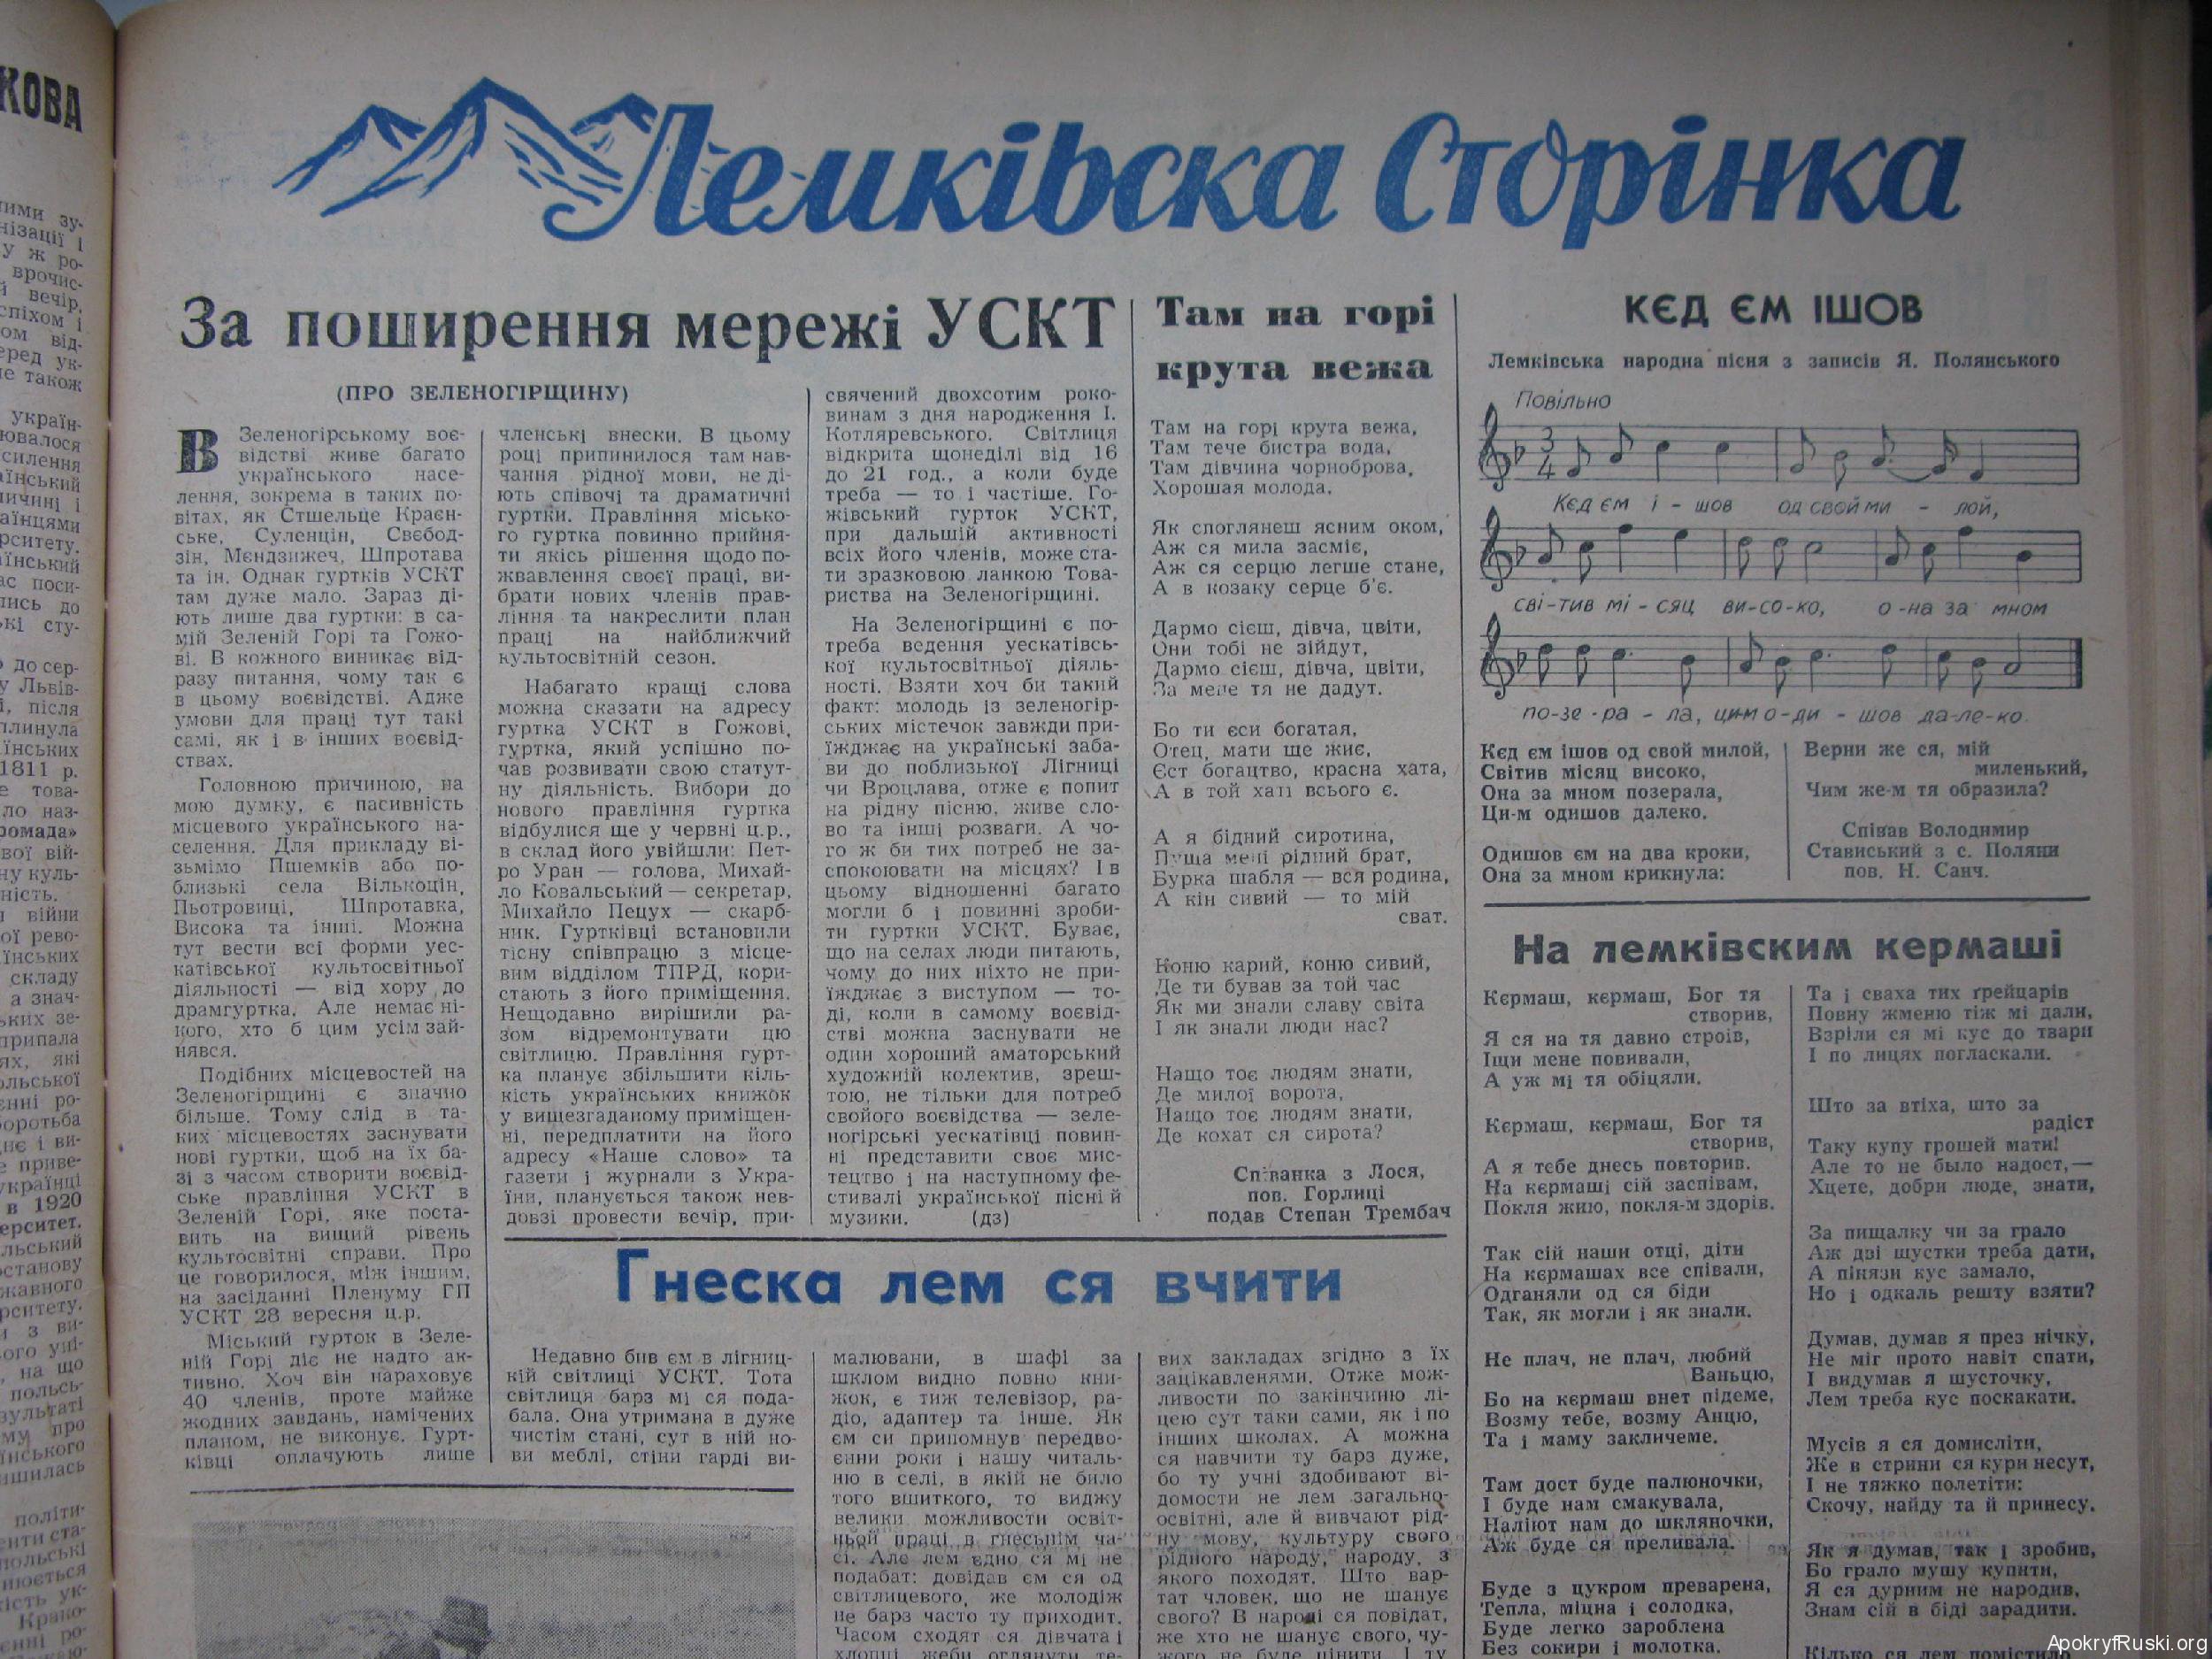 КОВА
Лемківска Сторінка
За поширення мережі УСКТ
(ПРО ЗЕЛЕНОГІРЩИНУ)
В Зеленогірському воє-
відстві живе багато
українського насе-
лення, зокрема в таких по-
вітах, як Стшельце Краєн-
ське, Суленцін, Свєбод-
зін, Мєндзижеч, Шпротава
та ін. Однак гуртків УСКТ
там дуже мало. Зараз ді-
ють лише два гуртки: в са-
мій Зеленій Горі та Гожо-
ві. В кожного виникає від-
разу питання, чому так є
в цьому воєвідстві. Адже
умови для праці тут такі
самі, як і в інших воєвід-
ствах.
Головною причиною, на
мою думку, є пасивність
місцевого українського на-
селення. Для прикладу ві-
зьмімо Пшемків або по-
близькі села Вількоцін,
Пьотровиці, Шпротавка,
Висока та інші. Можна
тут вести всі форми уес-
катівської культосвітньої
діяльності — від хору до
драмгуртка. Але немає ні-
кого, хто б цим усім зай-
нявся.
Подібних місцевостей на
Зеленогірщині є значно
більше. Тому слід в та-
ких місцевостях заснувати
нові гуртки, щоб на їх ба-
зі з часом створити воєвід-
ське правління УСКТ в
Зеленій Горі, яке поста-
вить на вищий рівень
культосвітні справи. Про
це говорилося, між іншим,
на засіданні Пленуму ГП
УСКТ 28 вересня ц.р.
Міський гурток в Зеле-
ній Горі діє не надто ак-
тивно. Хоч він нараховує
40 членів, проте майже
жодних завдань, намічених
планом, не виконує. Гурт-
ківці оплачують лише
членські внески. В цьому
році припинилося там нав-
чання рідної мови, не ді-
ють співочі та драматичні
гуртки. Правління місько-
го гуртка повинно прийня-
ти якісь рішення щодо по-
жвавлення своєї праці, ви-
брати нових членів прав-
ління та накреслити план
праці на найближчий
культосвітній сезон.
Набагато кращі слова
можна сказати на адресу
гуртка УСКТ в Гожові,
гуртка, який успішно по-
чав розвивати свою статут-
ну діяльність. Вибори до
нового правління гуртка
відбулися ще у червні ц.р.,
в склад його увійшли: Пет-
ро Уран — голова, Михай-
ло Ковальський — секретар,
Михайло Пецух — скарб-
ник. Гуртківці встановили
тісну співпрацю з місце-
вим відділом ТПРД, кори-
стають з його приміщення.
Нещодавно вирішили ра-
зом відремонтувати цю
світлицю. Правління гурт-
ка планує збільшити кіль-
кість українських книжок
у вищезгаданому приміщен-
ні, передплатити на його
адресу «Наше слово» та
газети і журнали з Укра-
їни, планується також нев-
довзі провести вечір, при-
свячений двохсотим роко-
винам з дня народження І.
Котляревського. Світлиця
відкрита щонеділі від 16
до 21 год., а коли буде
треба — то і частіше. Го-
жівський гурток УСКТ,
при дальшій активності
всіх його членів, може ста-
ти зразковою ланкою Това-
риства на Зеленогірщині.
На Зеленогірщині є по-
треба ведення уескатівсь-
кої культосвітньої діяль-
ності. Взяти хоч би такий
факт: молодь із зеленогір-
ських містечок завжди при-
їжджає на українські заба-
ви до поблизької Лігниці
чи Вроцлава, отже є попит
на рідну пісню, живе сло-
во та інші розваги. А чо-
го ж би тих потреб не за-
спокоювати на місцях? І в
цьому відношенні багато
могли б і повинні зроби-
ти гуртки УСКТ. Буває,
що на селах люди питають,
чому до них ніхто не при-
їжджає з виступом — то-
ді, коли в самому воєвід-
стві можна заснувати не
один хороший аматорський
художній колектив, зреш-
тою, не тільки для потреб
свойого воєвідства — зеле-
ногірські уескатівці повин-
ні представити своє мис-
тецтво і на наступному фе-
стивалі української пісні й
музики. (дз)
Там на горі
крута вежа
Там на горі крута вежа,
Там тече бистра вода,
Там дівчина чорноброва,
Хорошая молода.
Як споглянеш ясним оком,
Аж ся мила засміє,
Аж ся серцю легше стане,
А в козаку серце б'є.
Дармо сієш, дівча, цвіти,
Они тобі не зійдут,
Дармо сієш, дівча, цвіти,
За мене тя не дадут.
Бо ти єси богатая,
Отец, мати ще жиє,
Єст богацтво, красна хата,
А в той хаті всього є.
А я бідний сиротина,
Пуща мені рідний брат,
Бурка шабля — вся родина,
А кін сивий — то мій
сват.
Коню карий, коню сивий,
Де ти бував за той час
Як ми знали славу світа
І як знали люди нас?
Нащо тоє людям знати,
Де милої ворота,
Нащо тоє людям знати,
Де кохат ся сирота?
Співанка з Лося,
пов. Горлиці
подав Степан Трембач
КЄД ЄМ ІШОВ
Лемківська народна пісня з записів Я. Полянського
Повільно
3
4
Кєд єм і - шов од свой ми - лой,
сві-тив мі - сяц ви-со-ко, о -на за мном
по-зе - ра - ла, ци-м о-ди - шов да-ле-ко.
Кєд єм ішов од свой милой,
Світив місяц високо,
Она за мном позерала,
Ци-м одишов далеко.
Одишов єм на два кроки,
Она за мном крикнула:
Верни же ся, мій
миленький,
Чим же-м тя образила?
Співав Володимир
Стависький з с. Поляни
пов. Н. Санч.
На лемківским кермаші
Кермаш, кермаш, Бог тя
створив,
Я ся на тя давно строів,
Іщи мене повивали,
А уж мі тя обіцяли.
Кермаш, кермаш, Бог тя
створив,
А я тебе днесь повторив.
На кермаші сій заспівам,
Покля жию, покля-м здорів.
Так сій наши отці, діти
На кермашах все співали,
Одганяли од ся біди
Так, як могли і як знали.
Не плач, не плач, любий
Ваньцю,
Бо на кермаш внет підеме,
Возму тебе, возму Анцю,
Та і маму закличеме.
Там дост буде палюночки,
І буде нам смакувала,
Наліют нам до шкляночки,
Аж буде ся преливала.
Буде з цукром преварена,
Тепла, міцна і солодка,
Буде легко зароблена
Без сокири і молотка.
Та і сваха тих ґрейцарів
Повну жменю тіж мі дали,
Взріли ся мі кус до твари
І по лицях погласкали.
Што за втіха, што за
радіст
Таку купу грошей мати!
Але то не было надост,—
Хцете, добри люде, знати,
За пищалку чи за грало
Аж дві шустки треба дати,
А пінязи кус замало,
Но і одкаль решту взяти?
Думав, думав я през нічку,
Не міг прото навіт спати,
І видумав я шусточку,
Лем треба кус поскакати.
Мусів я ся домисліти,
Же в стрини ся кури несут,
І не тяжко полетіти:
Скочу, найду та й принесу.
Як я думав, так і зробив,
Бо грало мушу купити,
Я ся дурним не народив,
Знам сій в біді зарадити.
Кілько ся лем помістило
Гнеска лем ся вчити
Недавно бив єм в лігниц-
кій світлиці УСКТ. Тота
світлиця барз мі ся пода-
бала. Она утримана в дуже
чистім стані, сут в ній но-
ви меблі, стіни гарді ви-
малювани, в шафі за
шклом видно повно кни-
жок, є тиж телевізор, ра-
діо, адаптер та інше. Як
єм си припомнув передво-
єнни роки і нашу читаль-
ню в селі, в якій не било
того вшиткого, то виджу
велики можливости освіт-
ньой праці в гнесьнім ча-
сі. Але лем єдно ся мі не
подабат: довідав єм ся од
світлицевого, же молодіж
не барз часто ту приходит.
Часом сходят ся дівчата і
хлопці, жеби оглянути те-
вих закладах згідно з їх
зацікавленями. Отже мож-
ливости по закінчиню лі-
цею сут таки сами, як і по
інших школах. А можна
ся навчити ту барз дуже,
бо ту учні здобивают ві-
домости не лем загально-
освітні, але й вивчают рід-
ну мову, культуру свого
рідного народу, народу, з
якого походят. Што вар-
тат чловек, що не шанує
свого? В народі ся повідат,
же хто не шанує свого, чу-
жого не буде цінити. І ту
ApokryfRuski.org